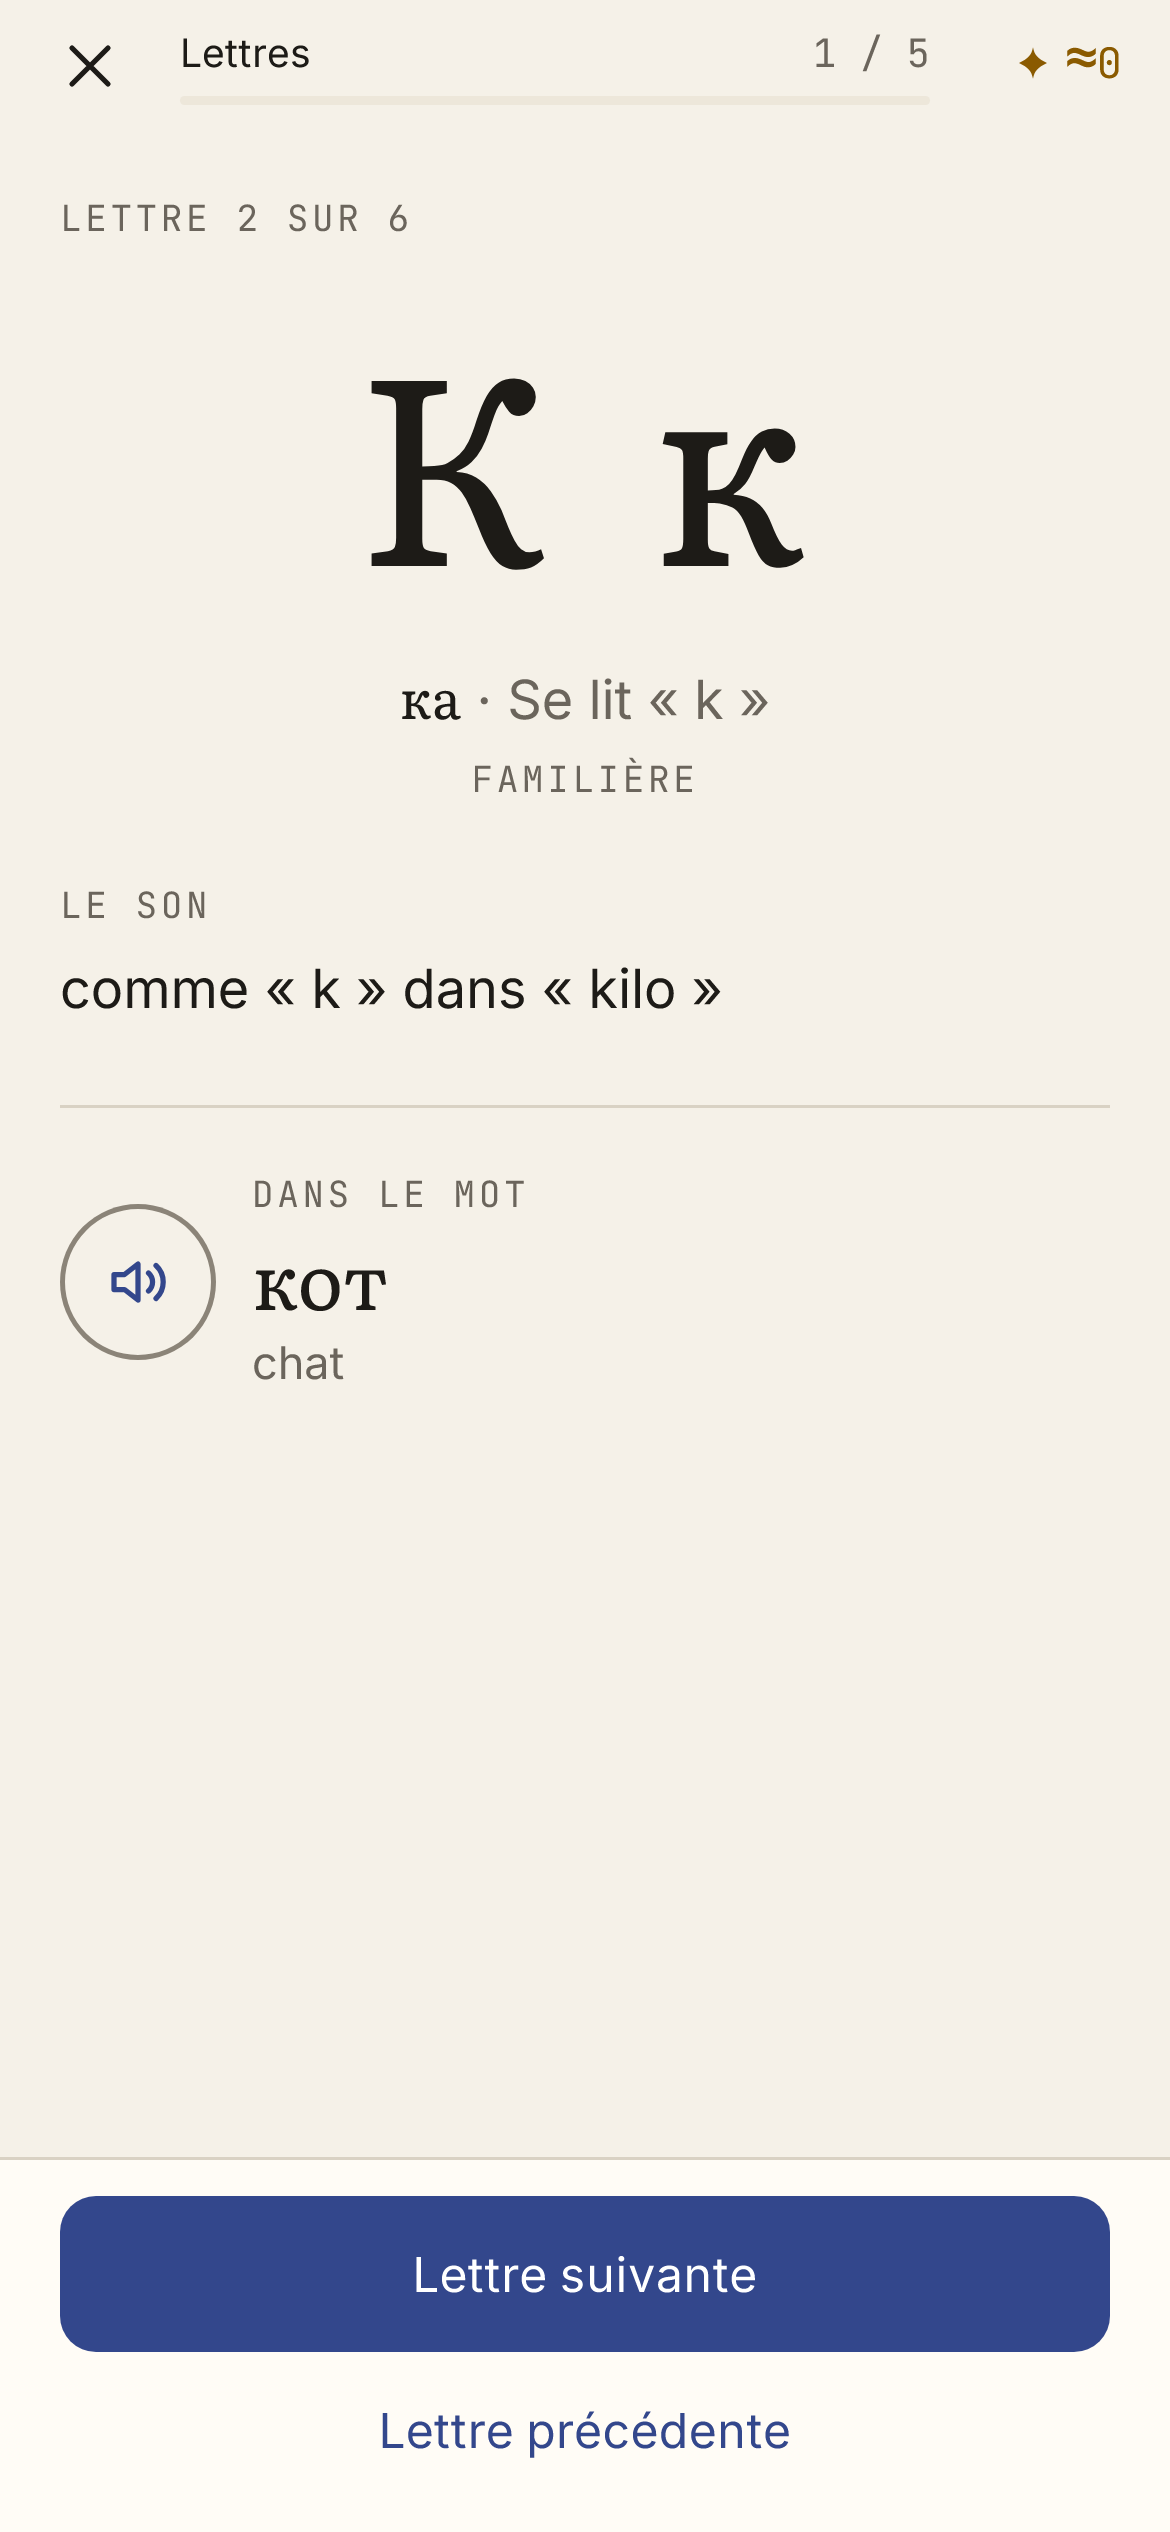 Lettres 1 / 5 ✦ ≈0
LETTRE 2 SUR 6
К к
ка · Se lit « k »
FAMILIÈRE
LE SON
comme « k » dans « kilo »
DANS LE MOT
кот
chat
Lettre suivante
Lettre précédente